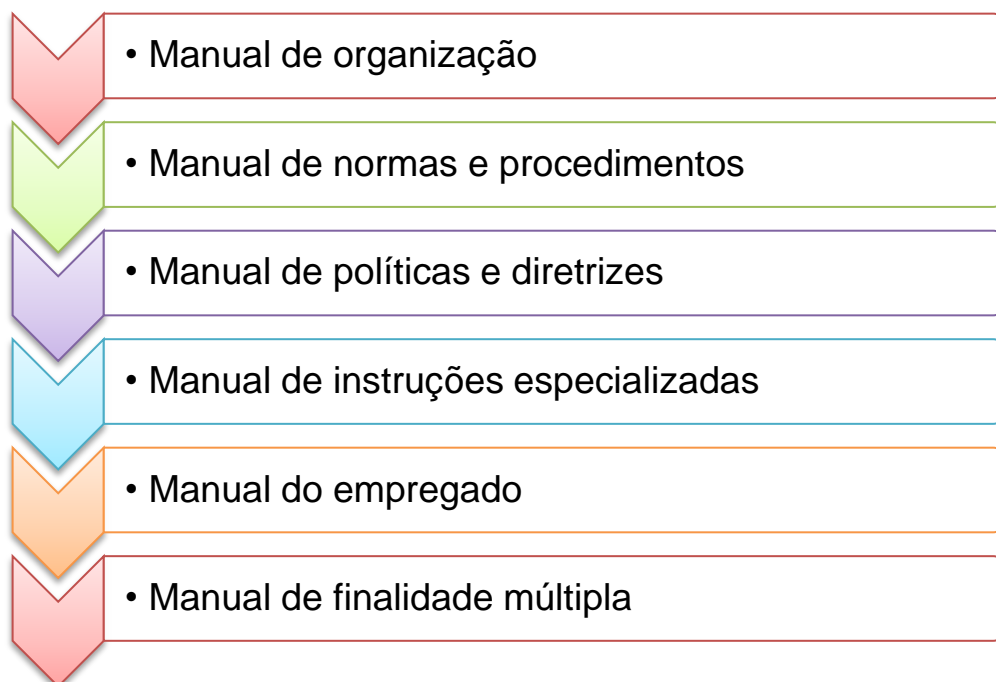 • Manual de organização
• Manual de normas e procedimentos
• Manual de políticas e diretrizes
• Manual de instruções especializadas
• Manual do empregado
• Manual de finalidade múltipla